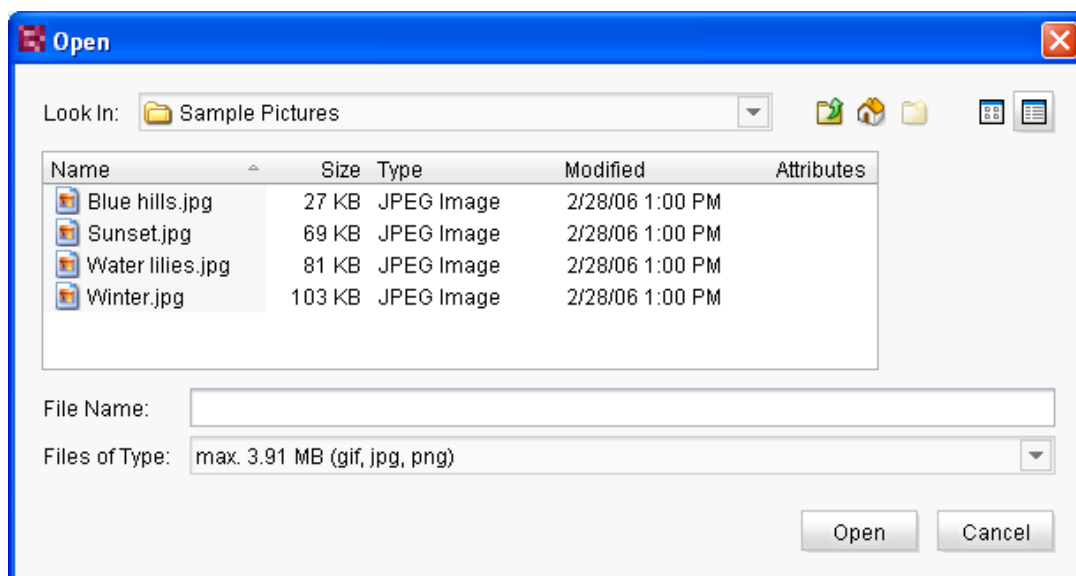 Open
Look In: Sample Pictures
Name Size Type Modified Attributes
Blue hills.jpg 27 KB JPEG Image 2/28/06 1:00 PM
Sunset.jpg 69 KB JPEG Image 2/28/06 1:00 PM
Water lilies.jpg 81 KB JPEG Image 2/28/06 1:00 PM
Winter.jpg 103 KB JPEG Image 2/28/06 1:00 PM
File Name:
Files of Type: max. 3.91 MB (gif, jpg, png)
Open Cancel